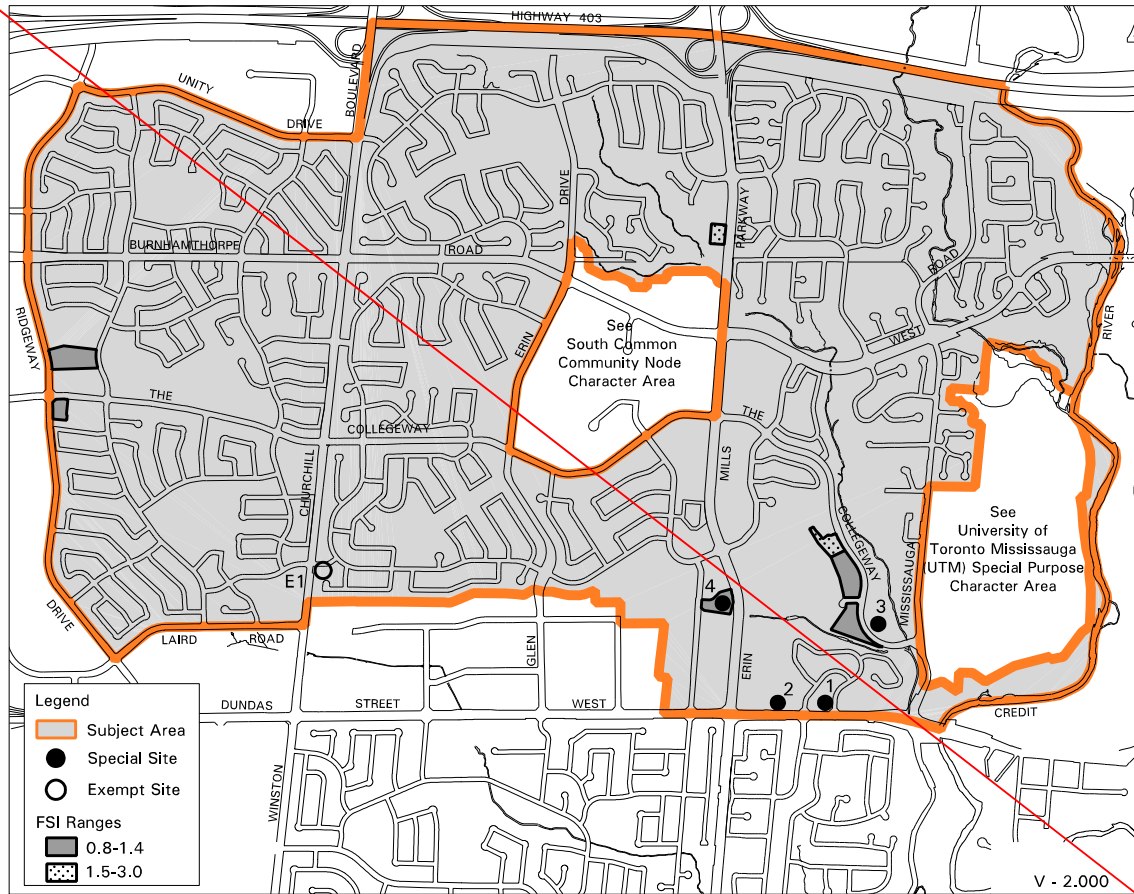 HIGHWAY 403
UNITY
DRIVE
BOULEVARD
DRIVE
PARKWAY
BURNHAMTHORPE
ROAD
ROAD
WEST
RIVER
RIDGEWAY
ERIN
See
South Common
Community Node
Character Area
THE
COLLEGEWAY
THE
MILLS
CHURCHILL
COLLEGEWAY
MISSISSAUGA
See
University of
Toronto Mississauga
(UTM) Special Purpose
Character Area
E1
4
3
DRIVE
LAIRD
ROAD
GLEN
ERIN
2
1
DUNDAS
STREET
WEST
CREDIT
WINSTON
Legend
Subject Area
Special Site
Exempt Site
FSI Ranges
0.8-1.4
1.5-3.0
V - 2.000